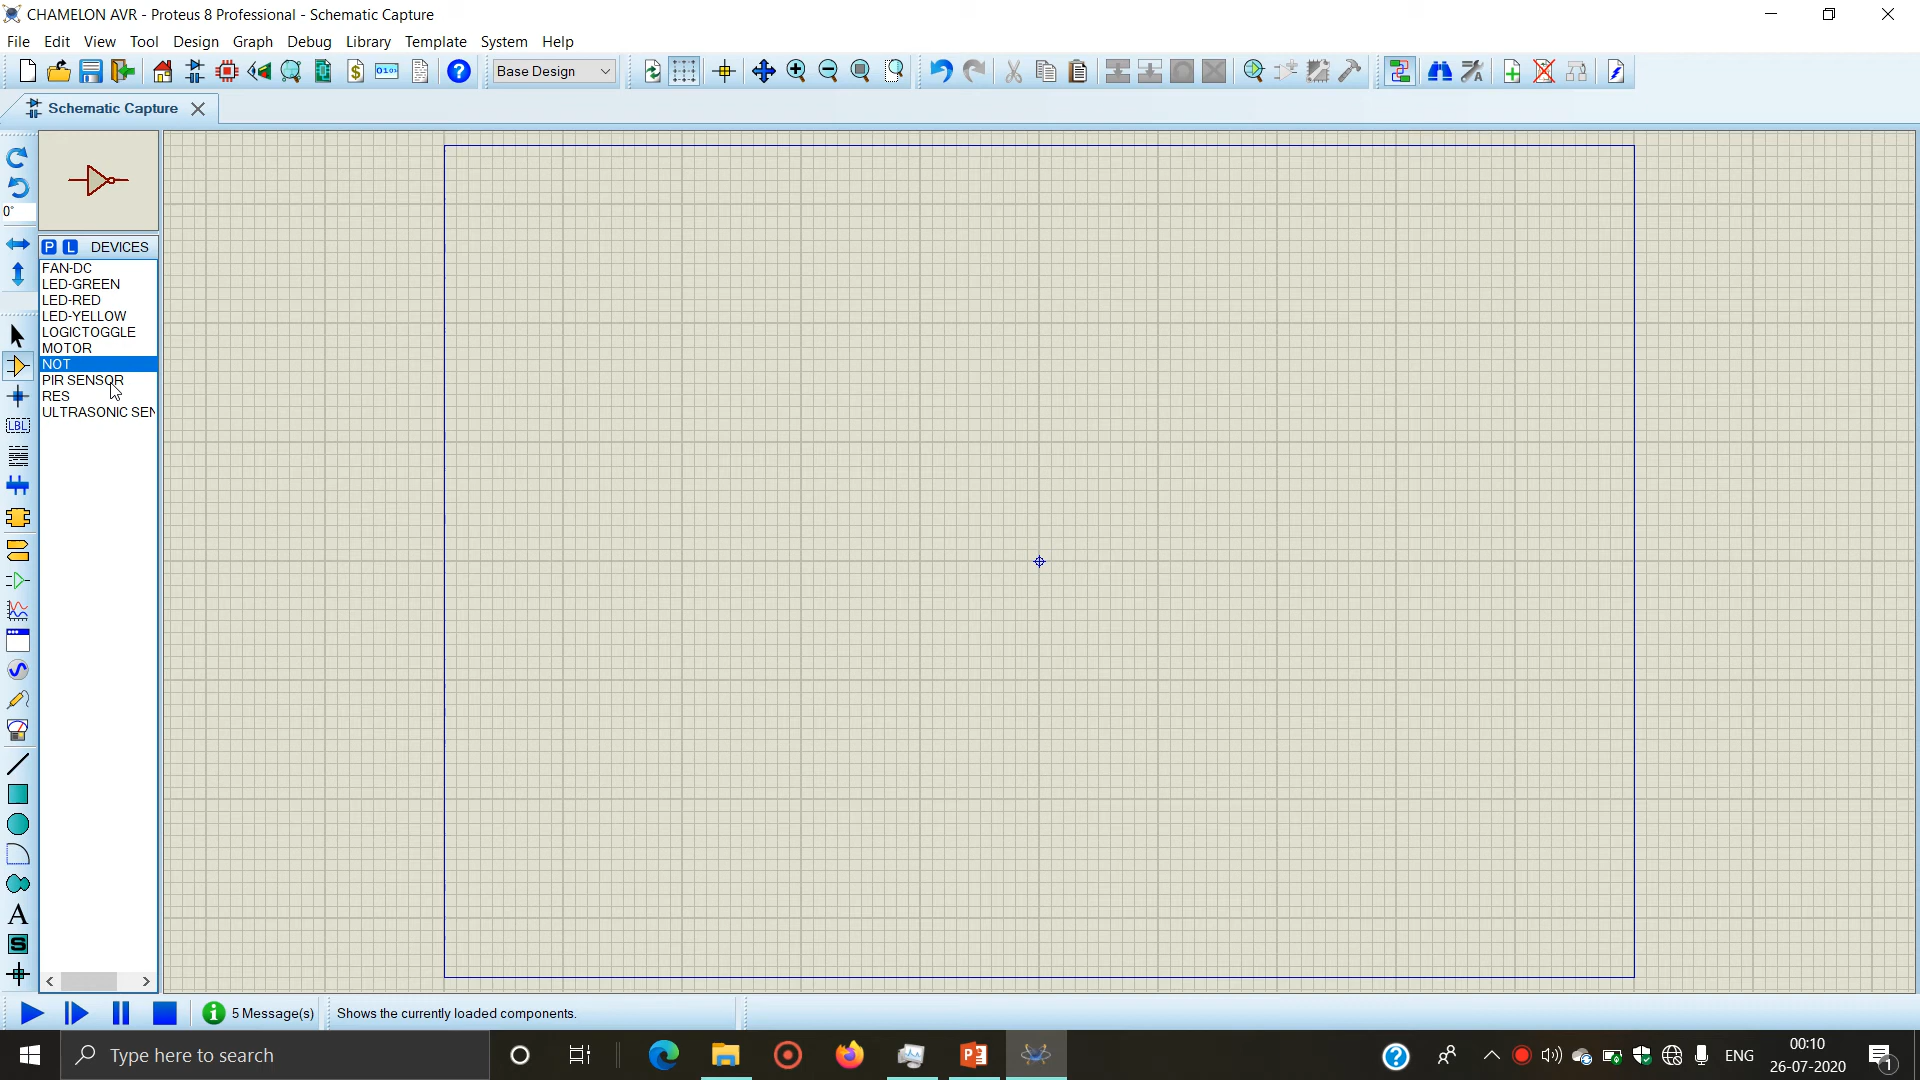 CHAMELON AVR - Proteus 8 Professional - Schematic Capture
File Edit View Tool Design Graph Debug Library Template System Help
Base Design
Schematic Capture
0°
P L DEVICES
FAN-DC
LED-GREEN
LED-RED
LED-YELLOW
LOGICTOGGLE
MOTOR
NOT
PIR SENSOR
RES
ULTRASONIC SEN
LBL
A
S
5 Message(s)
Shows the currently loaded components.
Type here to search
ENG
00:10
26-07-2020
1